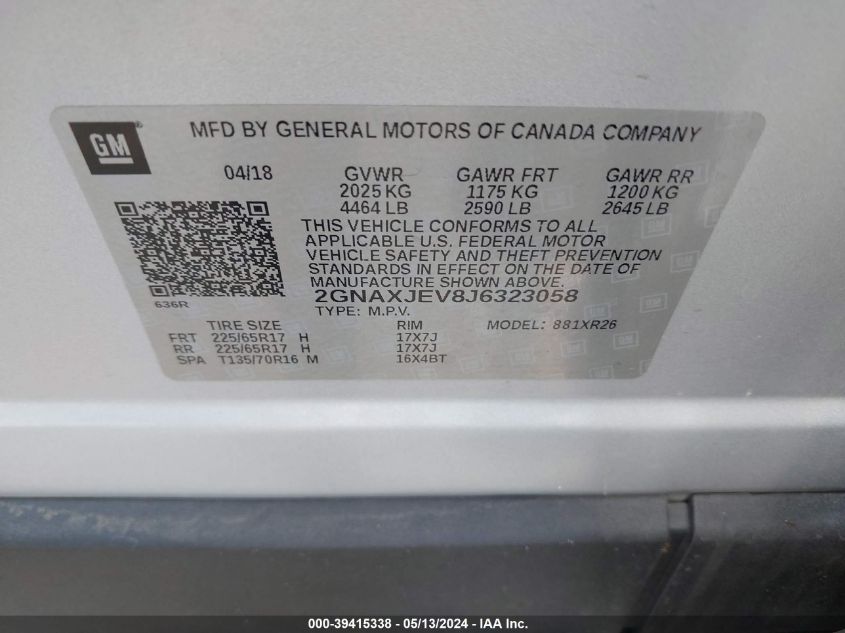 GM
MFD BY GENERAL MOTORS OF CANADA COMPANY
04/18 GVWR GAWR FRT GAWR RR
2025 KG 1175 KG 1200 KG
4464 LB 2590 LB 2645 LB
THIS VEHICLE CONFORMS TO ALL
APPLICABLE U.S. FEDERAL MOTOR
VEHICLE SAFETY AND THEFT PREVENTION
STANDARDS IN EFFECT ON THE DATE OF
MANUFACTURE SHOWN ABOVE.
636R 2GNAXJEV8J6323058
TYPE: M.P.V.
TIRE SIZE RIM MODEL: 881XR26
FRT 225/65R17 H 17X7J
RR 225/65R17 H 17X7J
SPA T135/70R16 M 16X4BT
000-39415338 - 05/13/2024 - IAA Inc.